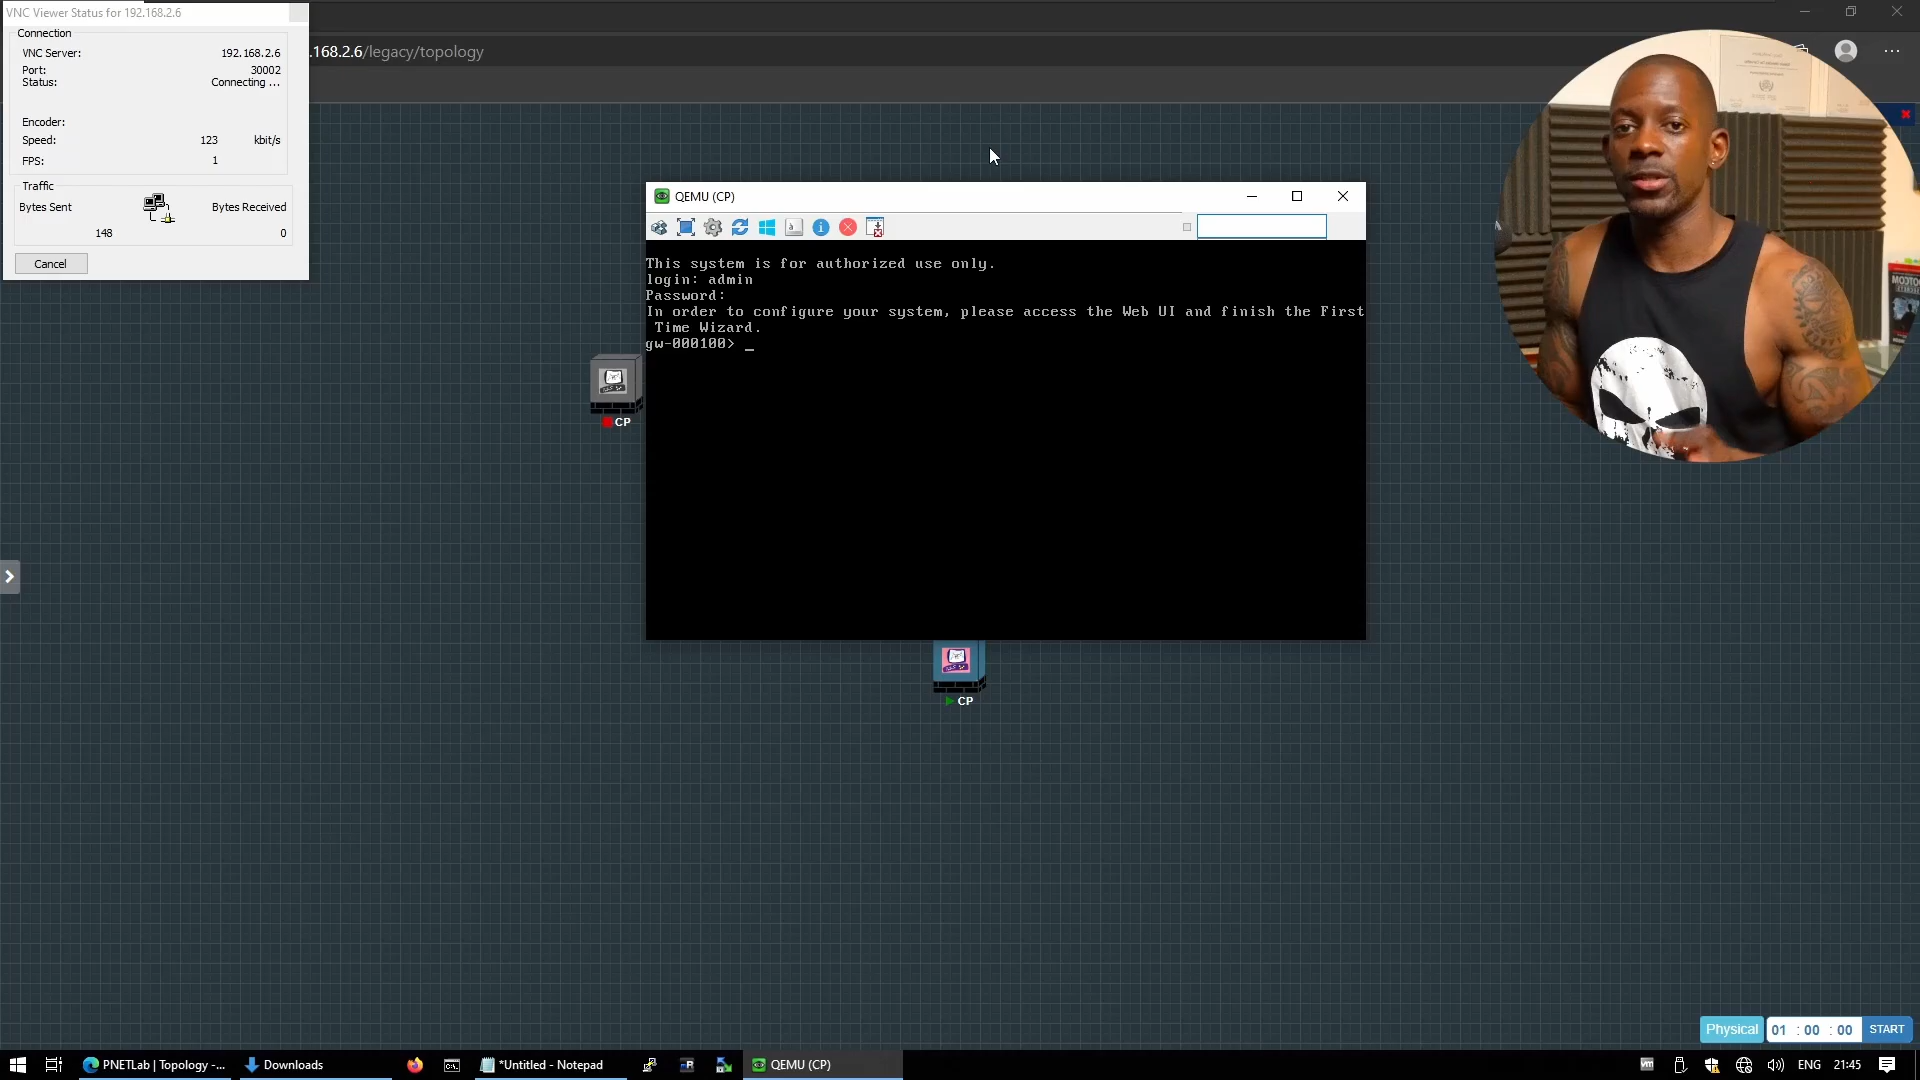 VNC Viewer Status for 192.168.2.6
Connection
VNC Server: 192.168.2.6
Port: 30002
Status: Connecting ...
Encoder:
Speed: 123 kbit/s
FPS: 1
Traffic
Bytes Sent Bytes Received
148 0
Cancel
.168.2.6/legacy/topology
QEMU (CP)
This system is for authorized use only.
login: admin
Password:
In order to configure your system, please access the Web UI and finish the First
Time Wizard.
gw-000100> _
CP
CP
Physical 01 : 00 : 00 START
PNETLab | Topology -...
Downloads
*Untitled - Notepad
QEMU (CP)
vm
ENG 21:45